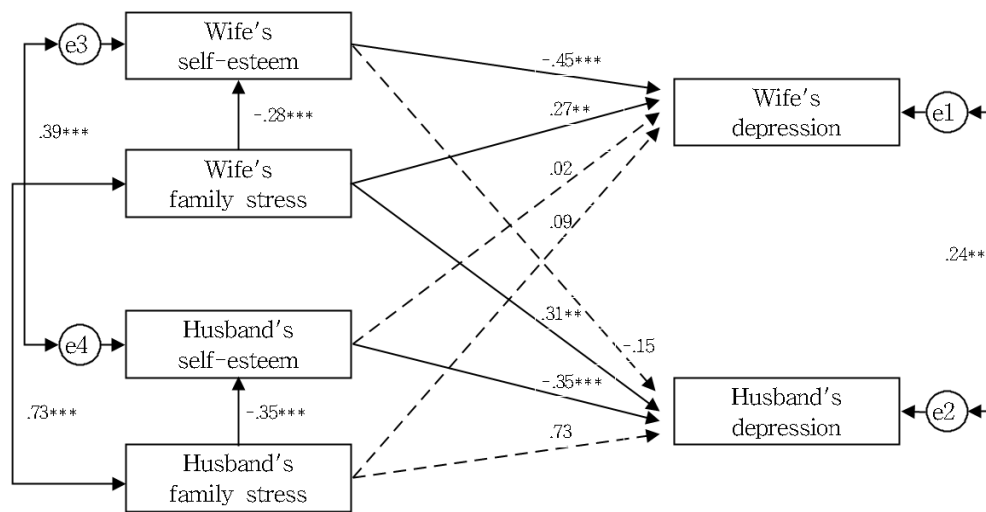 e3
Wife's
self-esteem
-.45***
Wife's
depression
e1
.27**
-.28***
.39***
Wife's
family stress
.02
.09
.24**
.31**
-.15
e4
Husband's
self-esteem
-.35***
Husband's
depression
e2
.73***
-.35***
.73
Husband's
family stress